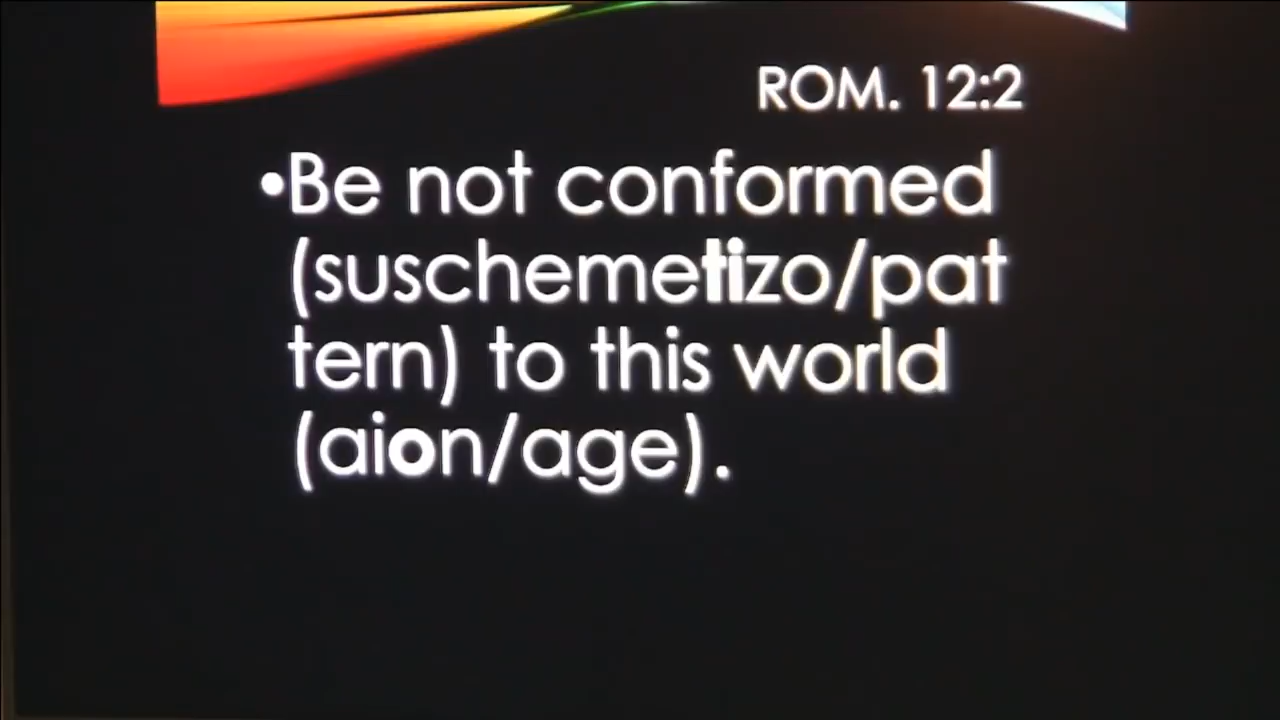 ROM. 12:2
•Be not conformed
(suschemetizo/pat
tern) to this world
(aion/age).